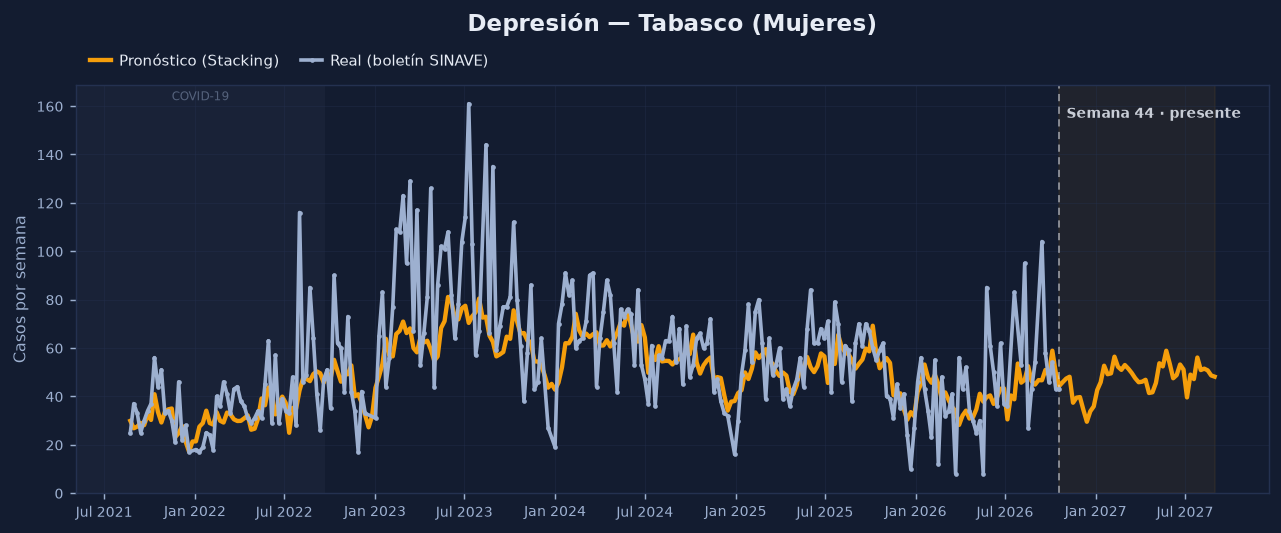 Depresión — Tabasco (Mujeres)
Pronóstico (Stacking)
Real (boletín SINAVE)
COVID-19
Semana 44 · presente
Casos por semana
160
140
120
100
80
60
40
20
0
Jul 2021
Jan 2022
Jul 2022
Jan 2023
Jul 2023
Jan 2024
Jul 2024
Jan 2025
Jul 2025
Jan 2026
Jul 2026
Jan 2027
Jul 2027